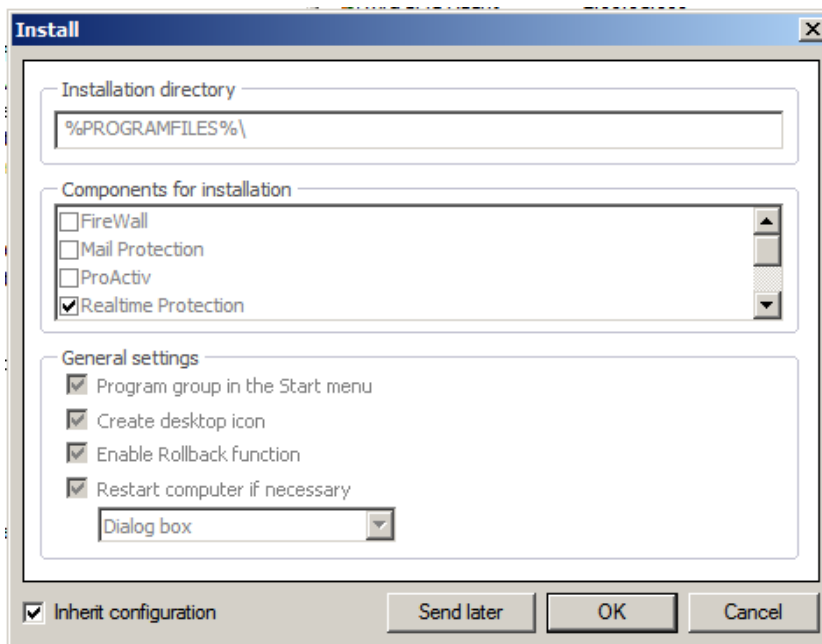 Install
Installation directory
%PROGRAMFILES%\
Components for installation
FireWall
Mail Protection
ProActiv
Realtime Protection
General settings
Program group in the Start menu
Create desktop icon
Enable Rollback function
Restart computer if necessary
Dialog box
Inherit configuration
Send later
OK
Cancel